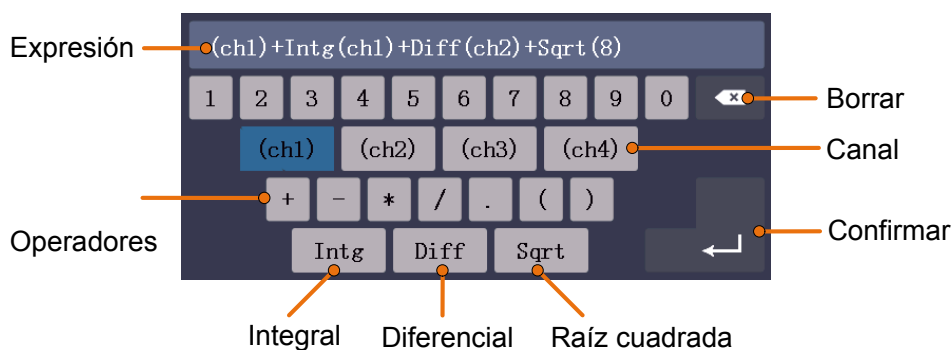 Expresión (ch1)+Intg(ch1)+Diff(ch2)+Sqrt(8)
1 2 3 4 5 6 7 8 9 0 Borrar
(ch1) (ch2) (ch3) (ch4) Canal
+ - * / . ( )
Operadores Confirmar
Intg Diff Sqrt
Integral Diferencial Raíz cuadrada